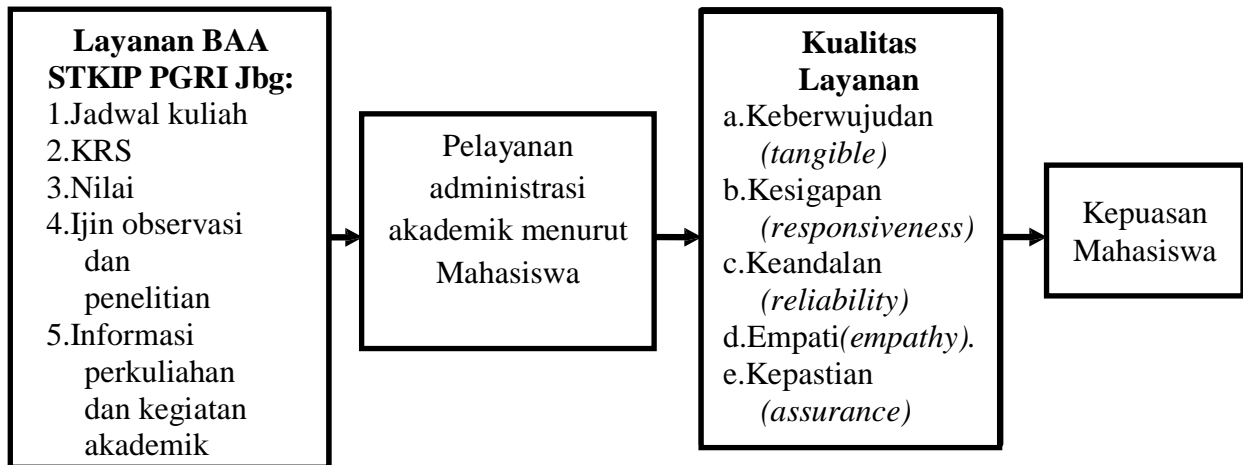 Layanan BAA
STKIP PGRI Jbg:
1.Jadwal kuliah
2.KRS
3.Nilai
4.Ijin observasi
dan
penelitian
5.Informasi
perkuliahan
dan kegiatan
akademik
Pelayanan
administrasi
akademik menurut
Mahasiswa
Kualitas
Layanan
a.Keberwujudan
(tangible)
b.Kesigapan
(responsiveness)
c.Keandalan
(reliability)
d.Empati(empathy).
e.Kepastian
(assurance)
Kepuasan
Mahasiswa